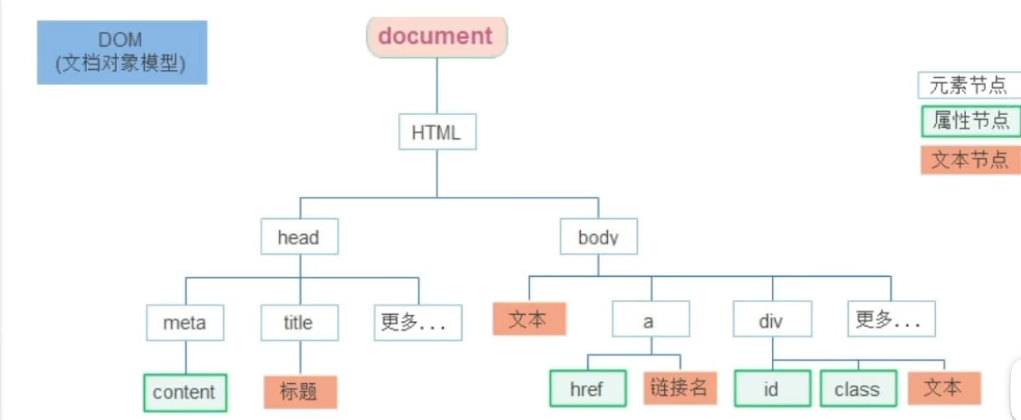 DOM
(文档对象模型)
document
元素节点
属性节点
文本节点
HTML
head
body
meta
title
更多...
文本
a
div
更多...
content
标题
href
链接名
id
class
文本